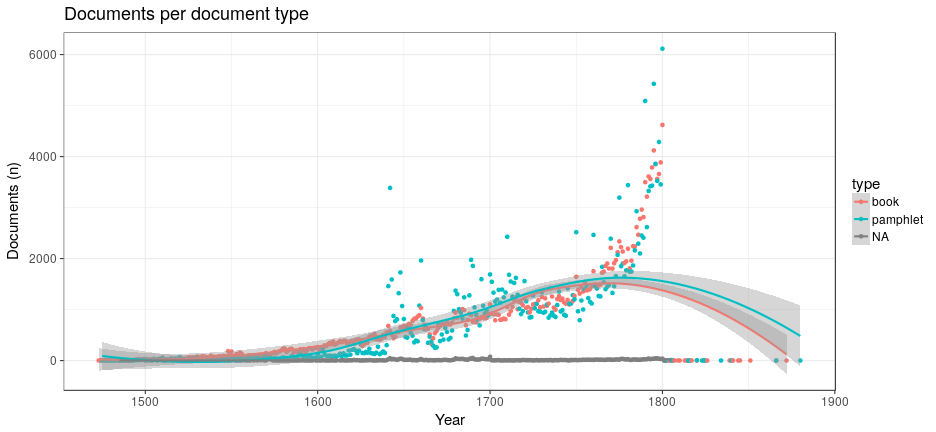 Documents per document type
6000
4000
2000
0
Documents (n)
1500
1600
1700
1800
1900
Year
type
book
pamphlet
NA